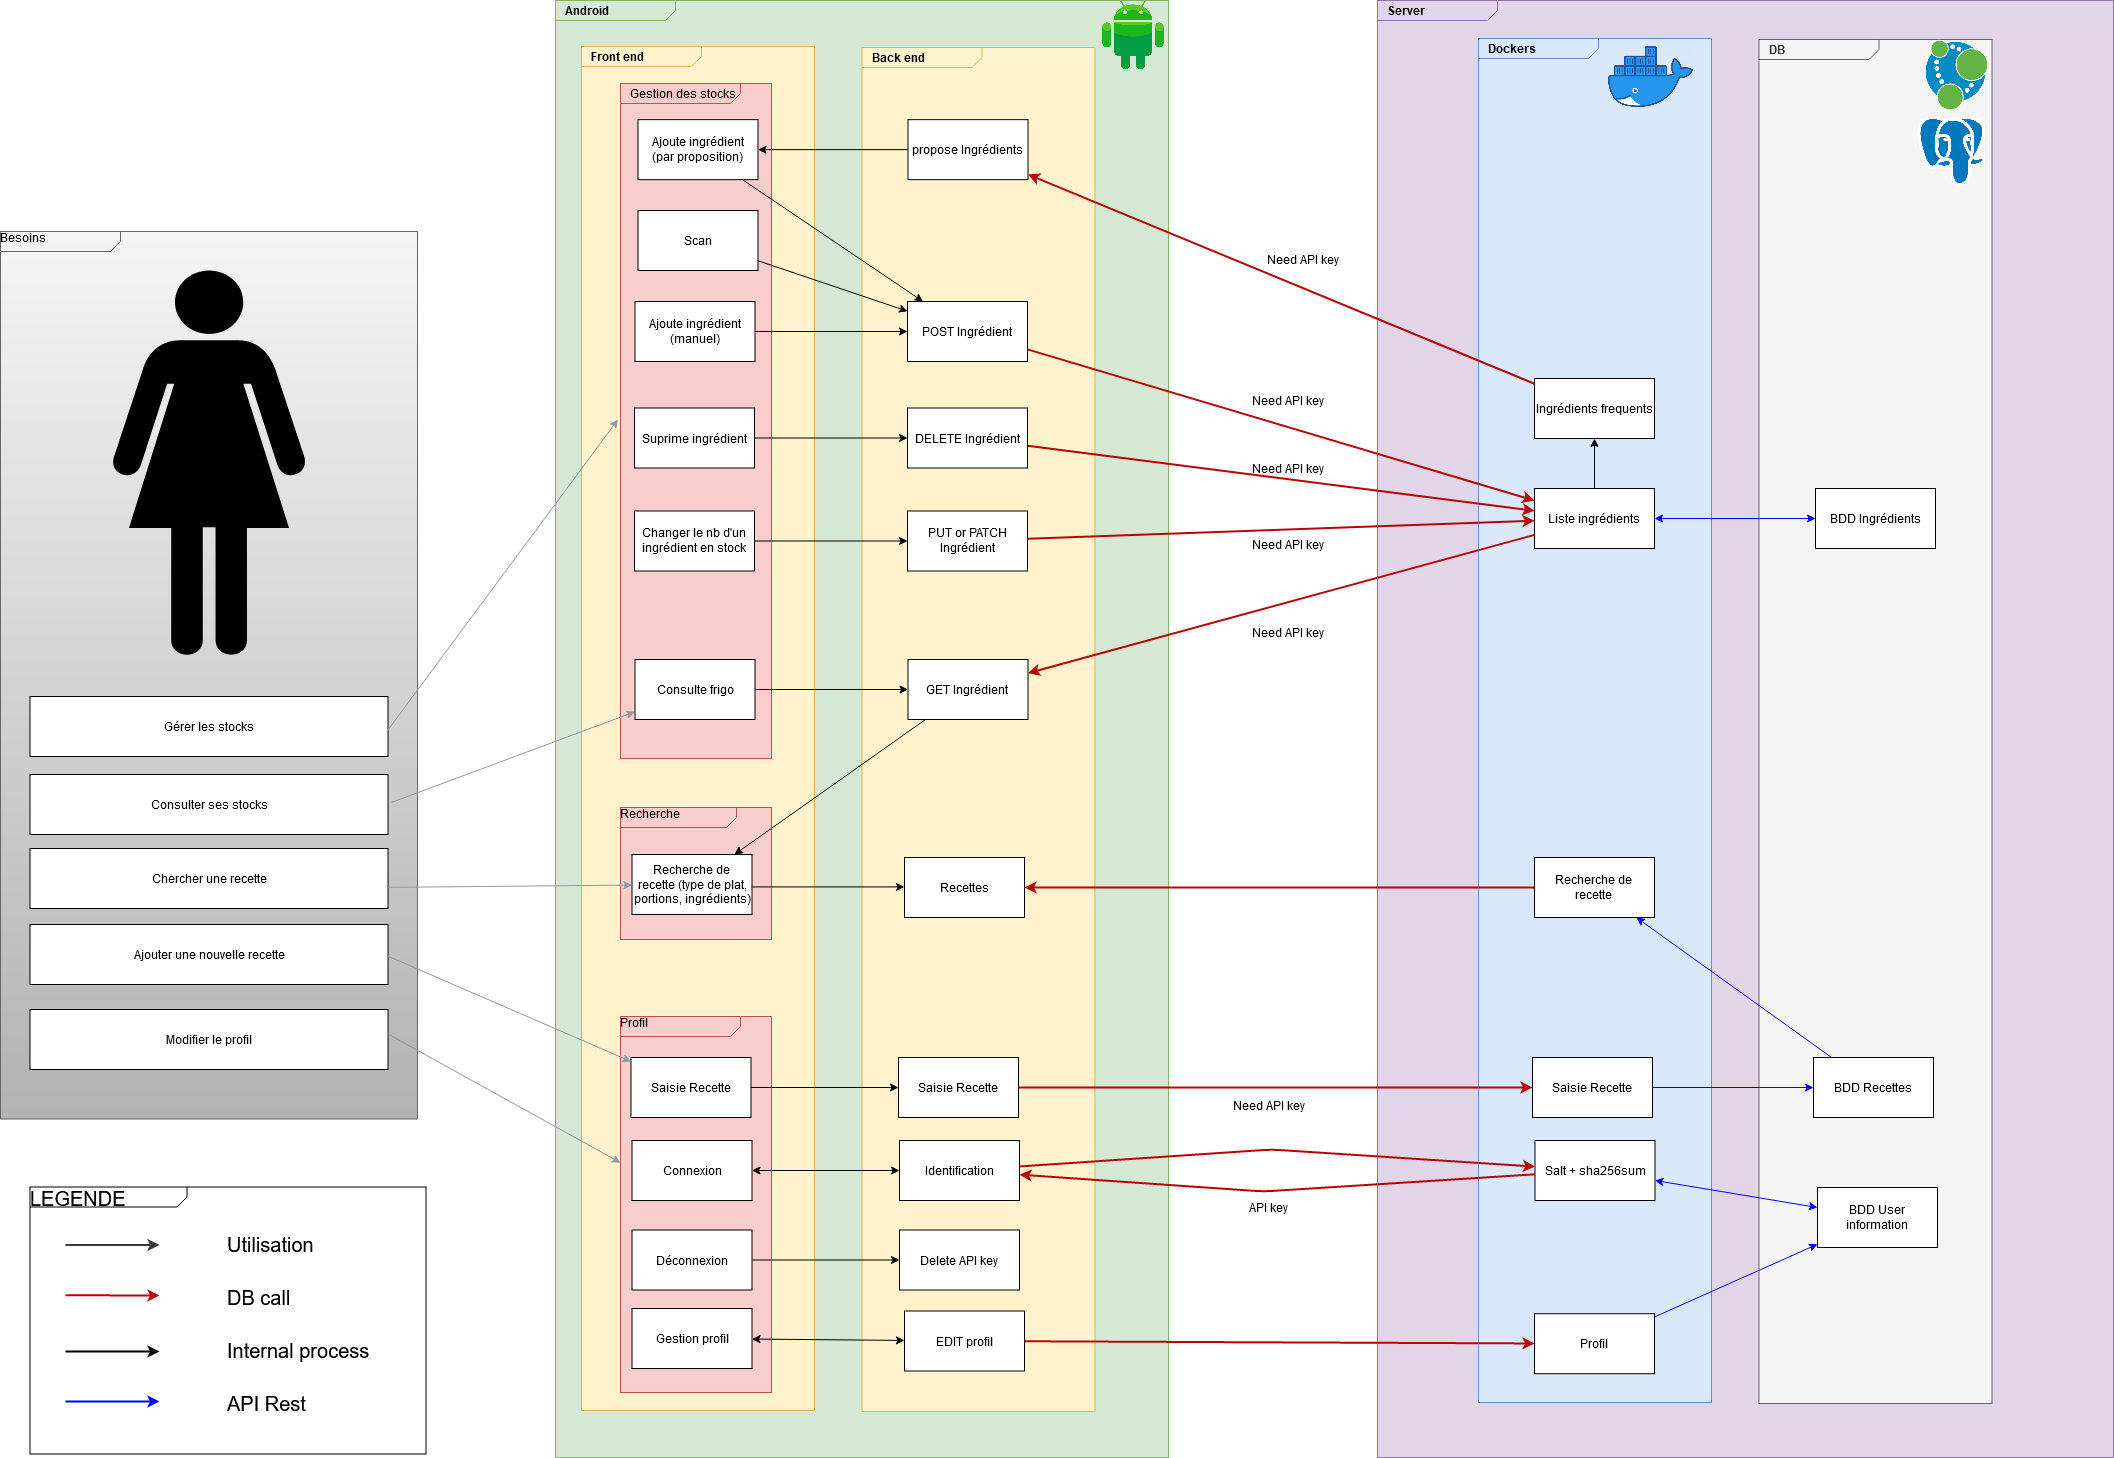 Besoins
Gérer les stocks
Consulter ses stocks
Chercher une recette
Ajouter une nouvelle recette
Modifier le profil
LEGENDE
Utilisation
DB call
Internal process
API Rest
Android
Front end
Gestion des stocks
Ajoute ingrédient
(par proposition)
Scan
Ajoute ingrédient
(manuel)
Suprime ingrédient
Changer le nb d'un
ingrédient en stock
Consulte frigo
Recherche
Recherche de
recette (type de plat,
portions, ingrédients)
Profil
Saisie Recette
Connexion
Déconnexion
Gestion profil
Back end
propose Ingrédients
POST Ingrédient
DELETE Ingrédient
PUT or PATCH
Ingrédient
GET Ingrédient
Recettes
Saisie Recette
Identification
Delete API key
EDIT profil
Need API key
Need API key
Need API key
Need API key
Need API key
Need API key
API key
Server
Dockers
Ingrédients frequents
Liste ingrédients
Recherche de
recette
Saisie Recette
Salt + sha256sum
Profil
DB
BDD Ingrédients
BDD Recettes
BDD User
information